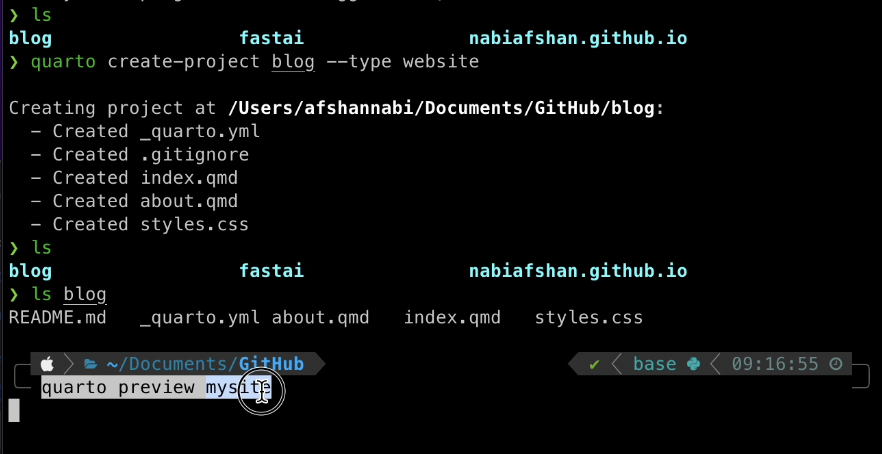 ❯ ls
blog fastai nabiafshan.github.io
❯ quarto create-project blog --type website
Creating project at /Users/afshannabi/Documents/GitHub/blog:
- Created _quarto.yml
- Created .gitignore
- Created index.qmd
- Created about.qmd
- Created styles.css
❯ ls
blog fastai nabiafshan.github.io
❯ ls blog
README.md _quarto.yml about.qmd index.qmd styles.css
~/Documents/GitHub ✔ base 09:16:55
quarto preview mysite